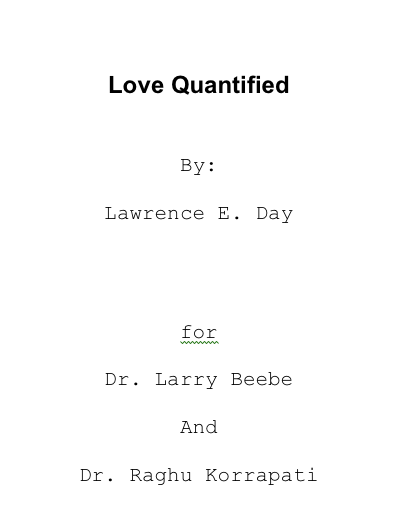 Love Quantified
By:
Lawrence E. Day
for
Dr. Larry Beebe
And
Dr. Raghu Korrapati